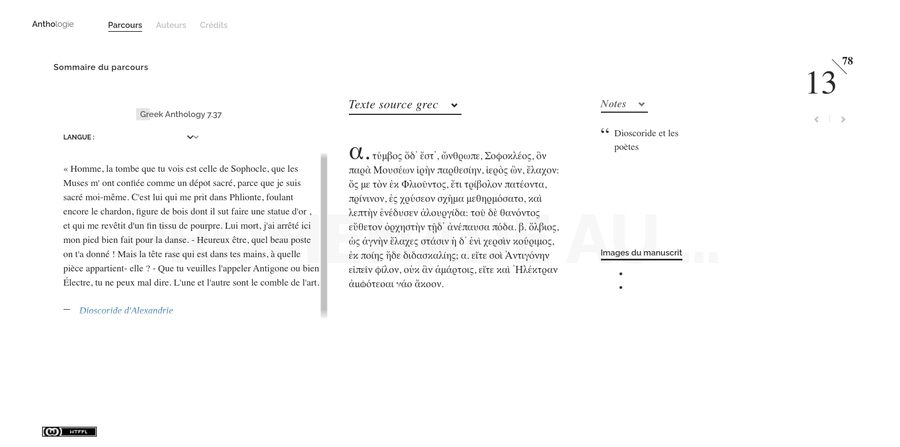 Anthologie
Parcours
Auteurs
Crédits
Sommaire du parcours
13
78
Greek Anthology 7.37
LANGUE :
« Homme, la tombe que tu vois est celle de Sophocle, que les
Muses m' ont confiée comme un dépot sacré, parce que je suis
sacré moi-même. C'est lui qui me prit dans Phlionte, foulant
encore le chardon, figure de bois dont il sut faire une statue d'or ,
et qui me revêtit d'un fin tissu de pourpre. Lui mort, j'ai arrêté ici
mon pied bien fait pour la danse. - Heureux être, quel beau poste
on t'a donné ! Mais la tête rase qui est dans tes mains, à quelle
pièce appartient- elle ? - Que tu veuilles l'appeler Antigone ou bien
Électre, tu ne peux mal dire. L'une et l'autre sont le comble de l'art.
— Dioscoride d'Alexandrie
Texte source grec
α. τύμβος ὅδ᾽ ἔστ᾽, ὤνθρωπε, Σοφοκλέος, ὃν
παρὰ Μουσέων ἱρὴν παρθεσίην, ἱερὸς ὤν, ἔλαχον:
ὅς με τὸν ἐκ Φλιοῦντος, ἔτι τρίβολον πατέοντα,
πρίνινον, ἐς χρύσεον σχῆμα μεθηρμόσατο, καὶ
λεπτὴν ἐνέδυσεν ἁλουργίδα: τοῦ δὲ θανόντος
εὔθετον ὀρχηστὴν τῇδ᾽ ἀνέπαυσα πόδα. β. ὄλβιος,
ὡς ἁγνὴν ἔλαχες στάσιν ἡ δ᾽ ἐνὶ χερσὶν κούριμος,
ἐκ ποίης ἥδε διδασκαλίης; α. εἴτε σοὶ Ἀντιγόνην
εἰπεῖν φίλον, οὐκ ἂν ἁμάρτοις, εἴτε καὶ Ἠλέκτραν
ἀμφότεραι γὰρ ἄκρον.
Notes
Dioscoride et les
poètes
Images du manuscrit